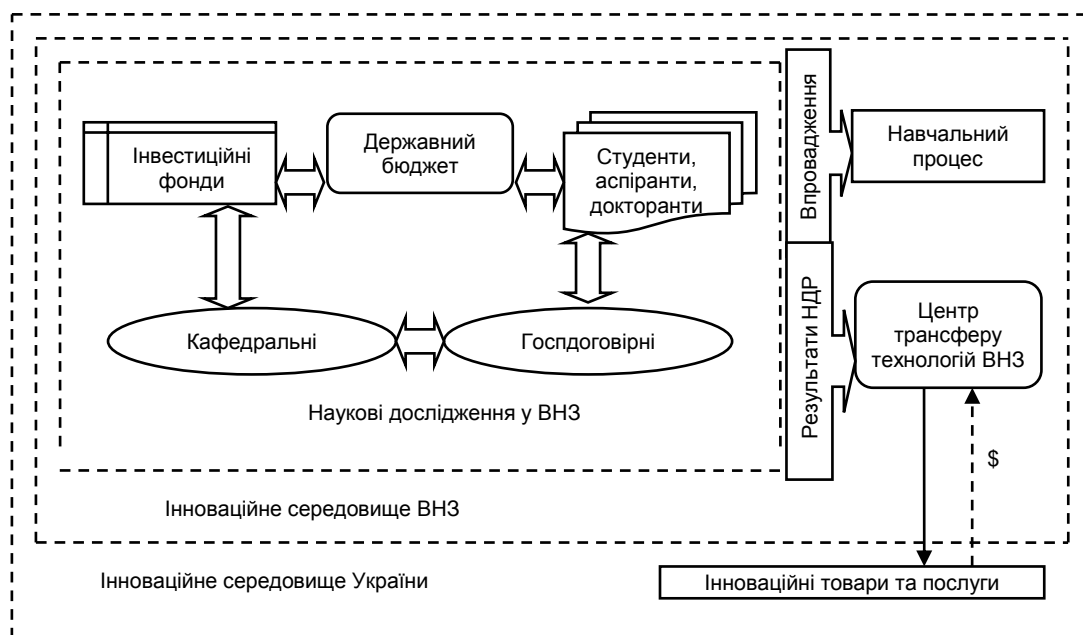 Інвестиційні
фонди
Державний
бюджет
Студенти,
аспіранти,
докторанти
Впровадження
Навчальний
процес
Кафедральні
Госпдоговірні
Результати НДР
Центр
трансферу
технологій ВНЗ
Наукові дослідження у ВНЗ
$
Інноваційне середовище ВНЗ
Інноваційне середовище України
Інноваційні товари та послуги